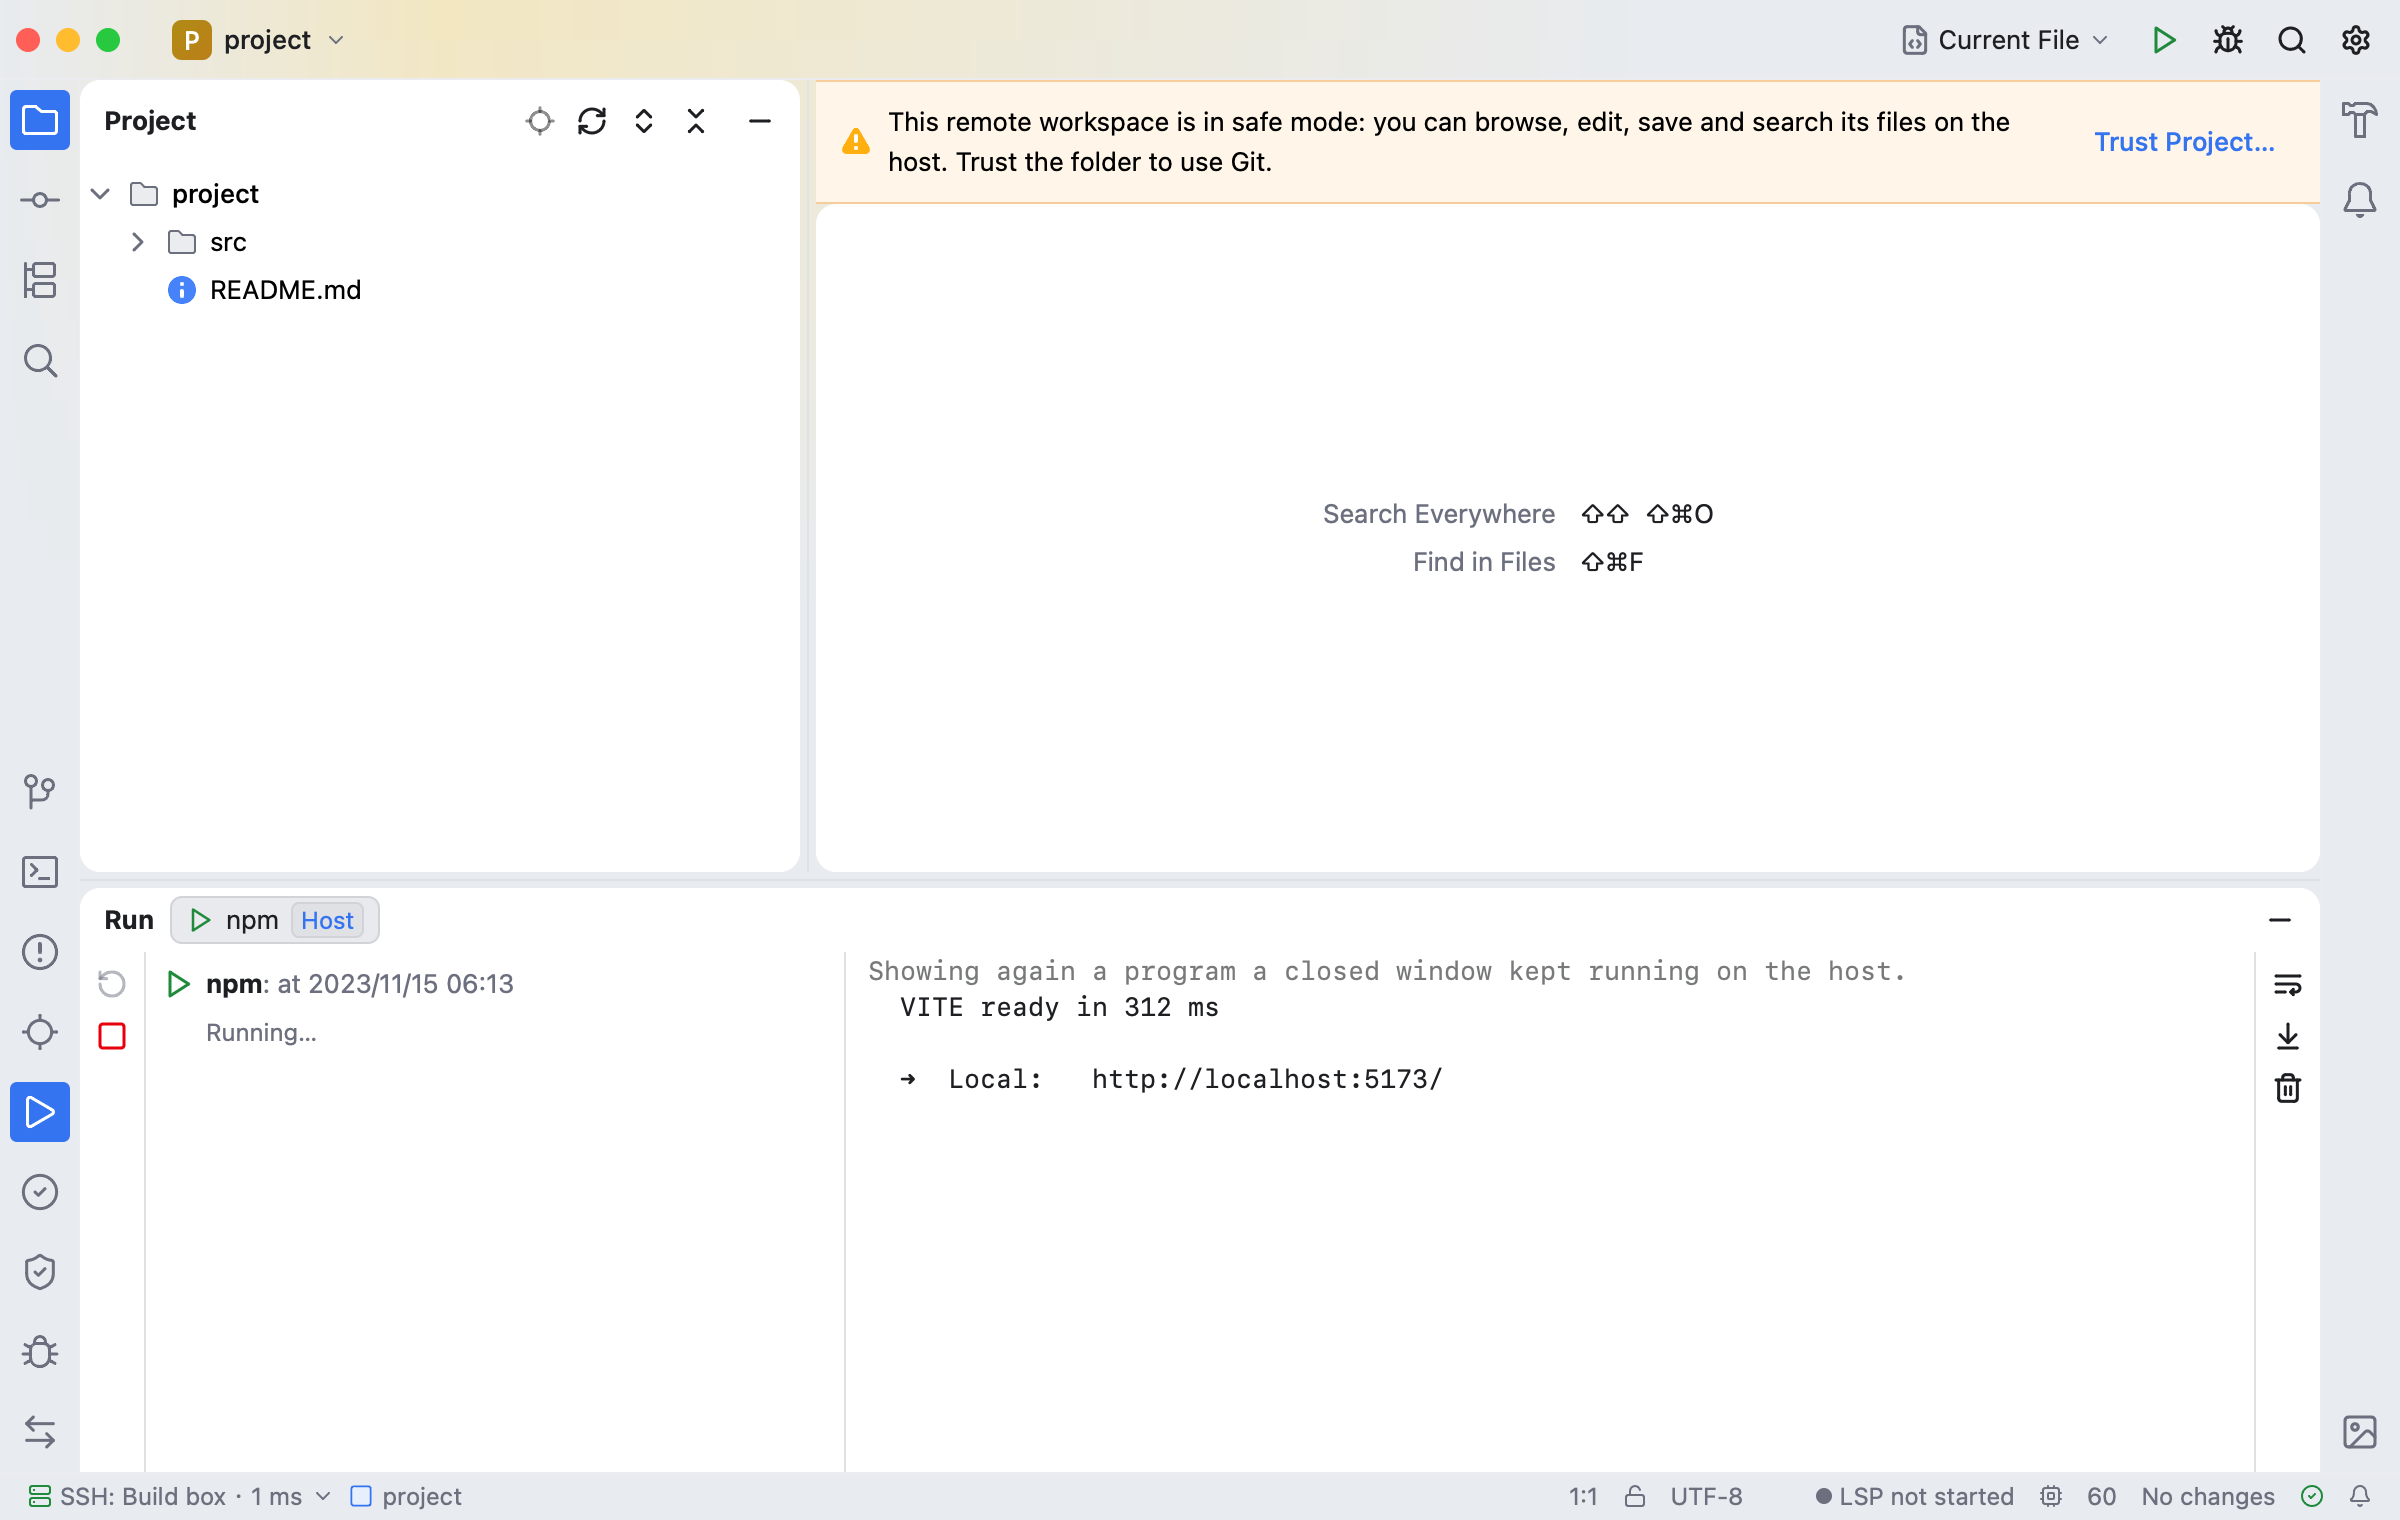 P project
Current File
Project
This remote workspace is in safe mode: you can browse, edit, save and search its files on the
host. Trust the folder to use Git.
Trust Project...
project
src
README.md
Search Everywhere ⇧⇧ ⇧⌘O
Find in Files ⇧⌘F
Run
npm Host
npm: at 2023/11/15 06:13
Running...
Showing again a program a closed window kept running on the host.
VITE ready in 312 ms
➜ Local: http://localhost:5173/
SSH: Build box · 1 ms
project
1:1
UTF-8
LSP not started
60
No changes